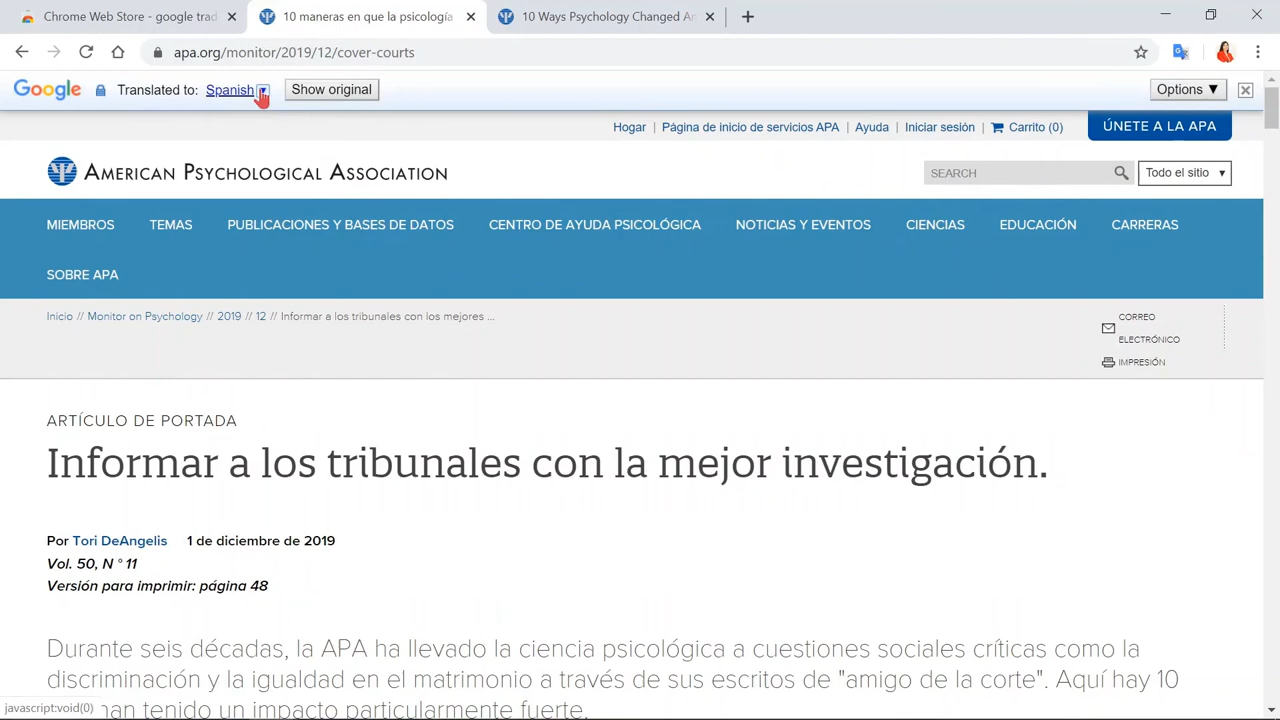 Chrome Web Store - google trad
10 maneras en que la psicología
10 Ways Psychology Changed An
apa.org/monitor/2019/12/cover-courts
Google Translated to: Spanish Show original Options ▼
Hogar | Página de inicio de servicios APA | Ayuda | Iniciar sesión | Carrito (0) ÚNETE A LA APA
AMERICAN PSYCHOLOGICAL ASSOCIATION
SEARCH Todo el sitio ▼
MIEMBROS TEMAS PUBLICACIONES Y BASES DE DATOS CENTRO DE AYUDA PSICOLÓGICA NOTICIAS Y EVENTOS CIENCIAS EDUCACIÓN CARRERAS
SOBRE APA
Inicio // Monitor on Psychology // 2019 // 12 // Informar a los tribunales con los mejores ...
CORREO
ELECTRÓNICO
IMPRESIÓN
ARTÍCULO DE PORTADA
Informar a los tribunales con la mejor investigación.
Por Tori DeAngelis 1 de diciembre de 2019
Vol. 50, N ° 11
Versión para imprimir: página 48
Durante seis décadas, la APA ha llevado la ciencia psicológica a cuestiones sociales críticas como la
discriminación y la igualdad en el matrimonio a través de sus escritos de "amigo de la corte". Aquí hay 10
han tenido un impacto particularmente fuerte.
javascript:void(0)